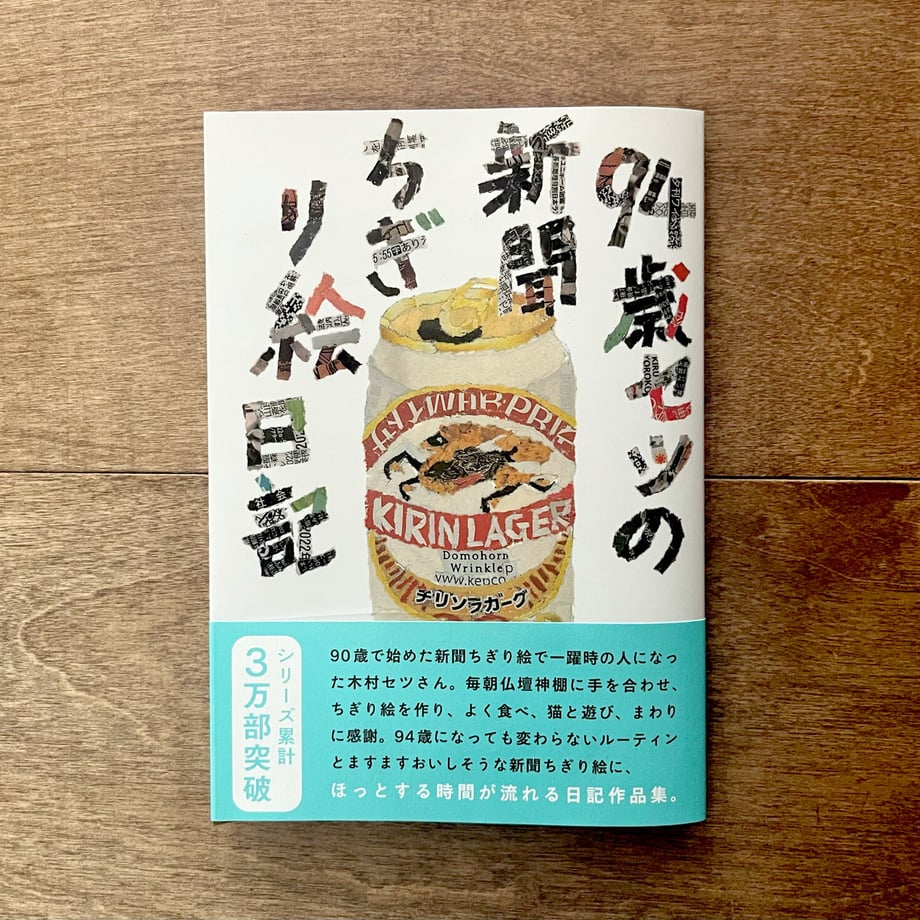 94歳セツの
新聞
ちぎ
り絵
日記
KIRIN LAGER
Domohorn
Wrinkle
www.kepco
チリンラガーグ
シリーズ累計
3万部突破
90歳で始めた新聞ちぎり絵で一躍時の人になっ
た木村セツさん。毎朝仏壇神棚に手を合わせ、
ちぎり絵を作り、よく食べ、猫と遊び、まわり
に感謝。94歳になっても変わらないルーティン
とますますおいしそうな新聞ちぎり絵に、
ほっとする時間が流れる日記作品集。